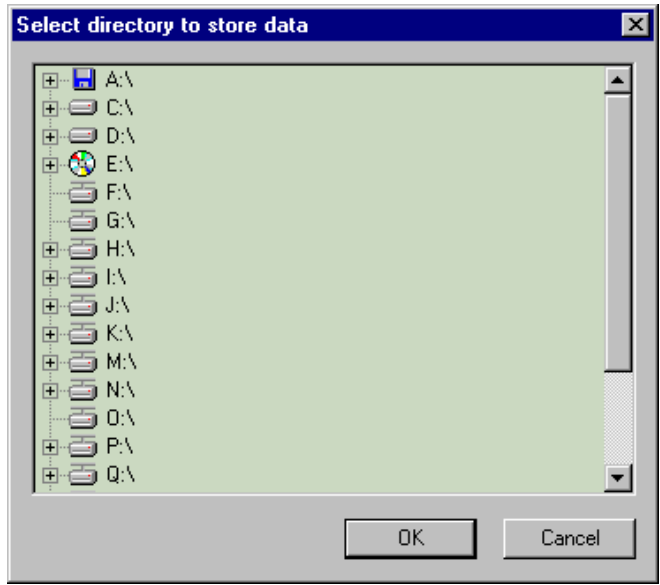 Select directory to store data
A:\
C:\
D:\
E:\
F:\
G:\
H:\
I:\
J:\
K:\
M:\
N:\
O:\
P:\
Q:\
OK
Cancel